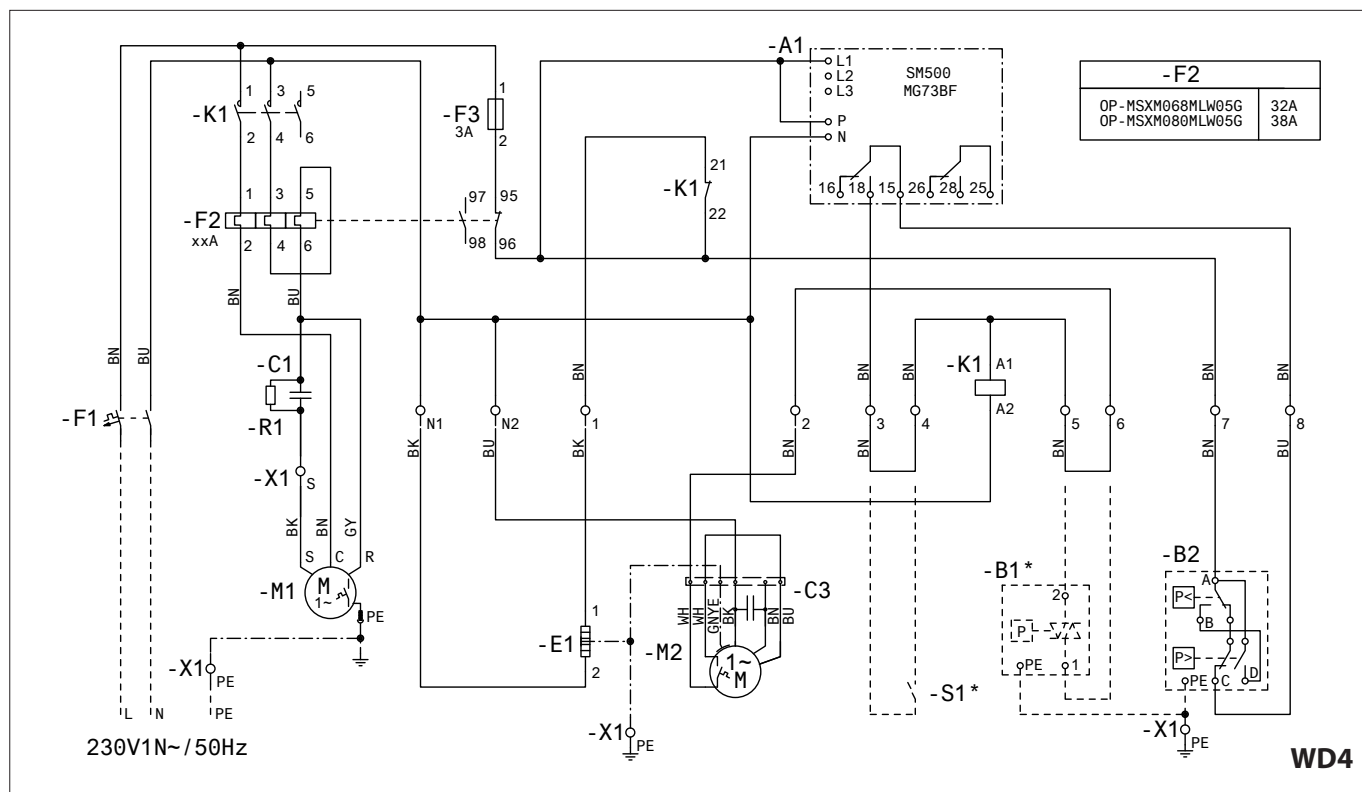 -A1
L1
L2
L3
P
N
SM500
MG73BF
16 18 15 26 28 25
-F2
OP-MSXM068MLW05G 32A
OP-MSXM080MLW05G 38A
-K1
1 3 5
2 4 6
-F3
3A
1
2
-K1
21
22
-F2
xxA
1 3 5
2 4 6
97 95
98 96
BN
BU
BN BU
-C1
-R1
-F1
-X1
S
BK BN GY
S C R
-M1
M
1~
PE
-X1
PE
PE
L N
230V1N~/50Hz
N1
BK
N2
BU
BN
1
BK
2
BN
BN
3
BN
BN
4
-K1
A1
A2
BN
5
BN
6
BN
7
BN
BN
8
BU
-E1
1
2
-M2
WH WH GNYE BK BN BU
-C3
1~
M
-X1
PE
-S1*
-B1*
2
P
PE 1
-B2
A
P<
B
P>
PE C D
-X1
PE
WD4